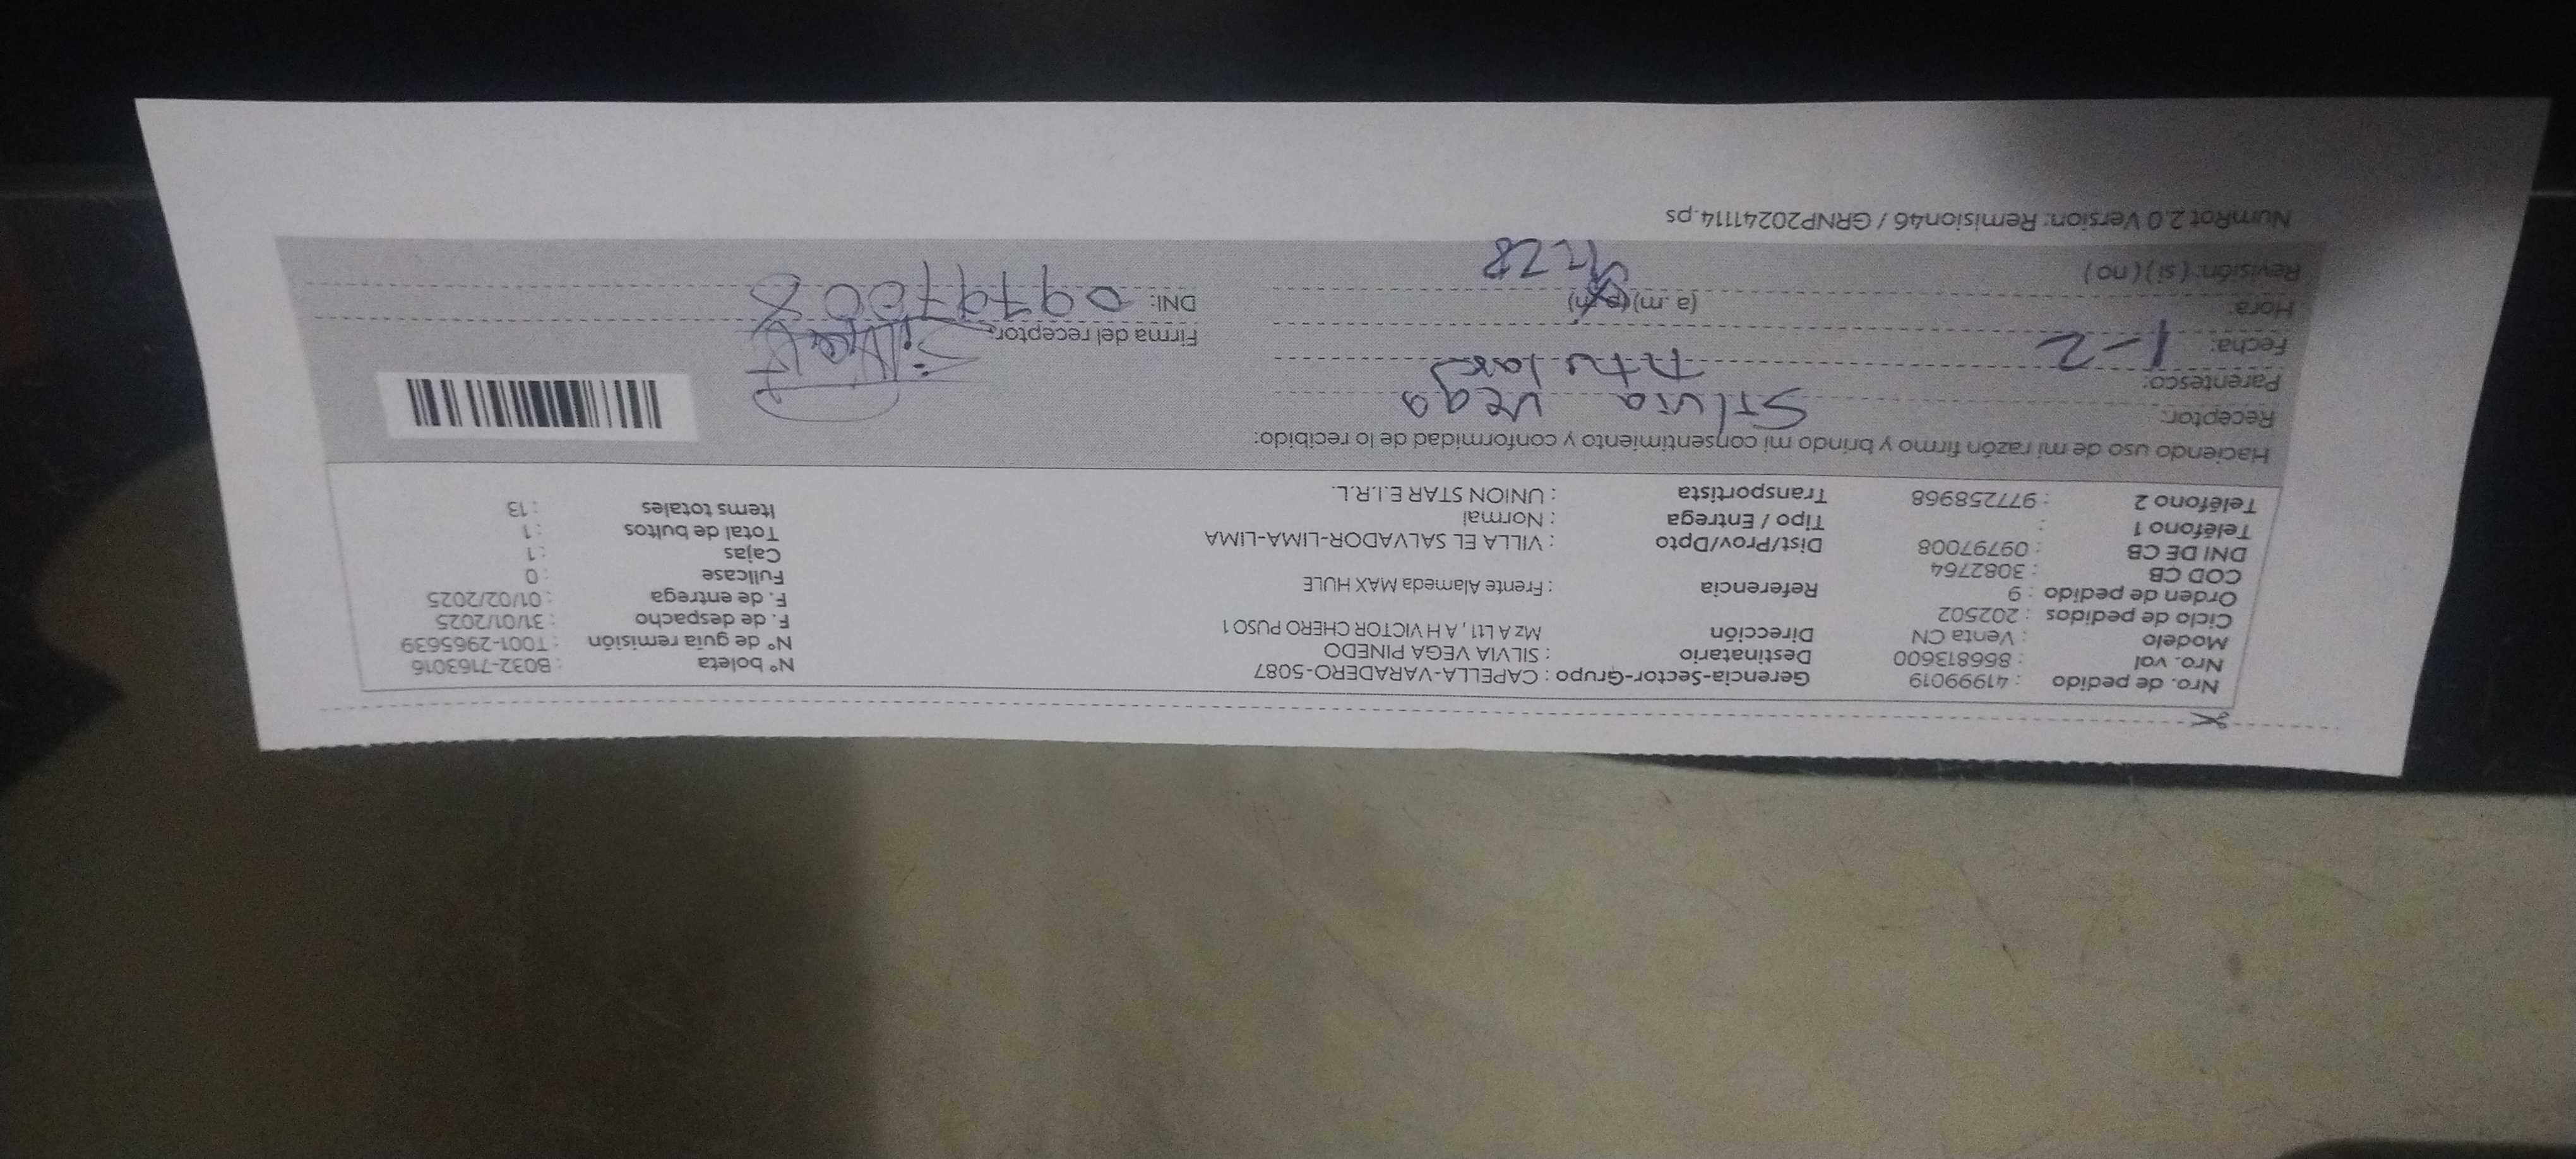 Nro. de pedido : 41999019 Gerencia-Sector-Grupo : CAPELLA-VARADERO-5087 N° boleta : B032-7163016
Nro. val : 866813600 Destinatario : SILVIA VEGA PINEDO N° de guia remisión : T001-2965639
Modelo : Venta CN Dirección MZ A Lt1 , A H VICTOR CHERO PUSO 1 F. de despacho : 31/01/2025
Ciclo de pedidos : 202502 F. de entrega : 01/02/2025
Orden de pedido : 9 Referencia : Frente Alameda MAX HULE Fullcase : 0
COD CB : 3082764 Cajas : 1
DNI DE CB : 09797008 Dist/Prov/Dpto : VILLA EL SALVADOR-LIMA-LIMA Total de bultos : 1
Teléfono 1 : Tipo / Entrega : Normal Items totales : 13
Teléfono 2 : 977258968 Transportista : UNION STAR E.I.R.L.
Haciendo uso de mi razón firmo y brindo mi consentimiento y conformidad de lo recibido:
Receptor: Silvia Vega
Parentesco: Titular
Fecha: 1-2 Firma del receptor:
Hora: (a .m) (p .m) DNI: 09797008
Revisión: ( si ) ( no )
NumRot 2.0 Version: Remision46 / GRNP20241114.ps